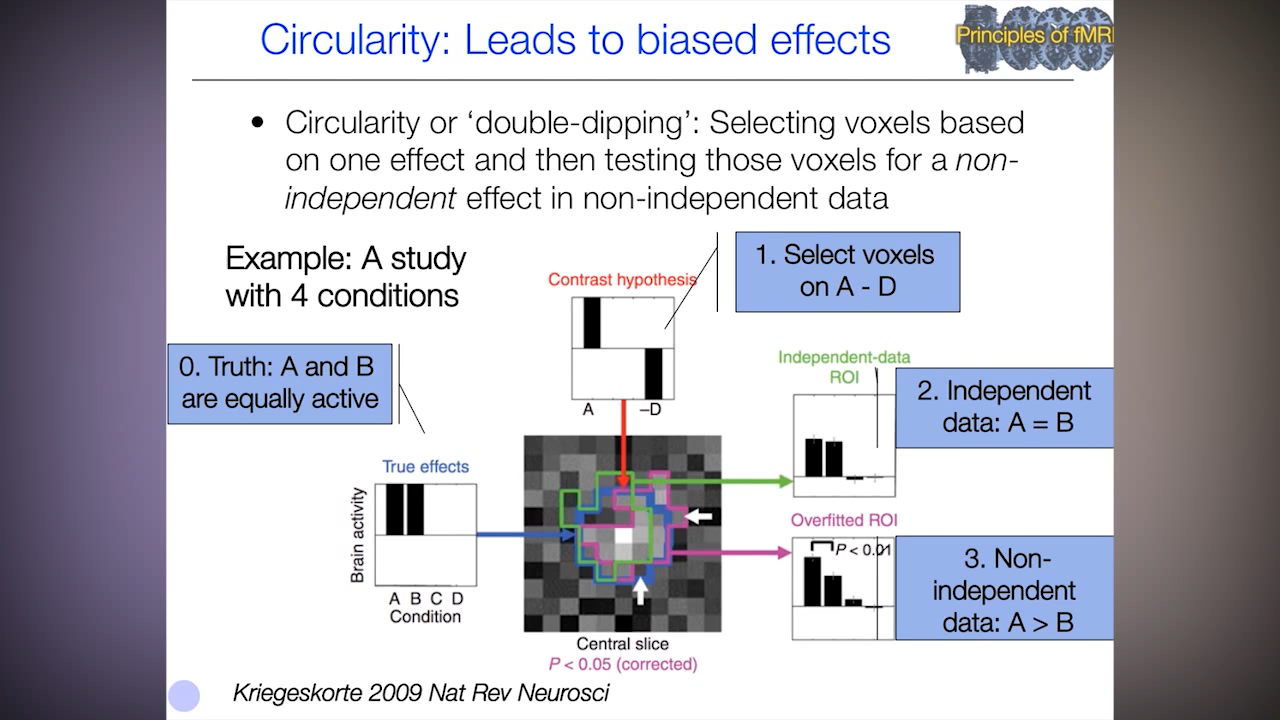 Circularity: Leads to biased effects
Principles of fMRI
• Circularity or ‘double-dipping’: Selecting voxels based
on one effect and then testing those voxels for a non-
independent effect in non-independent data
Example: A study
with 4 conditions
1. Select voxels
on A - D
Contrast hypothesis
A
–D
0. Truth: A and B
are equally active
Independent-data
ROI
2. Independent
data: A = B
True effects
Brain activity
A B C D
Condition
Overfitted ROI
P < 0.01
3. Non-
independent
data: A > B
Central slice
P < 0.05 (corrected)
Kriegeskorte 2009 Nat Rev Neurosci